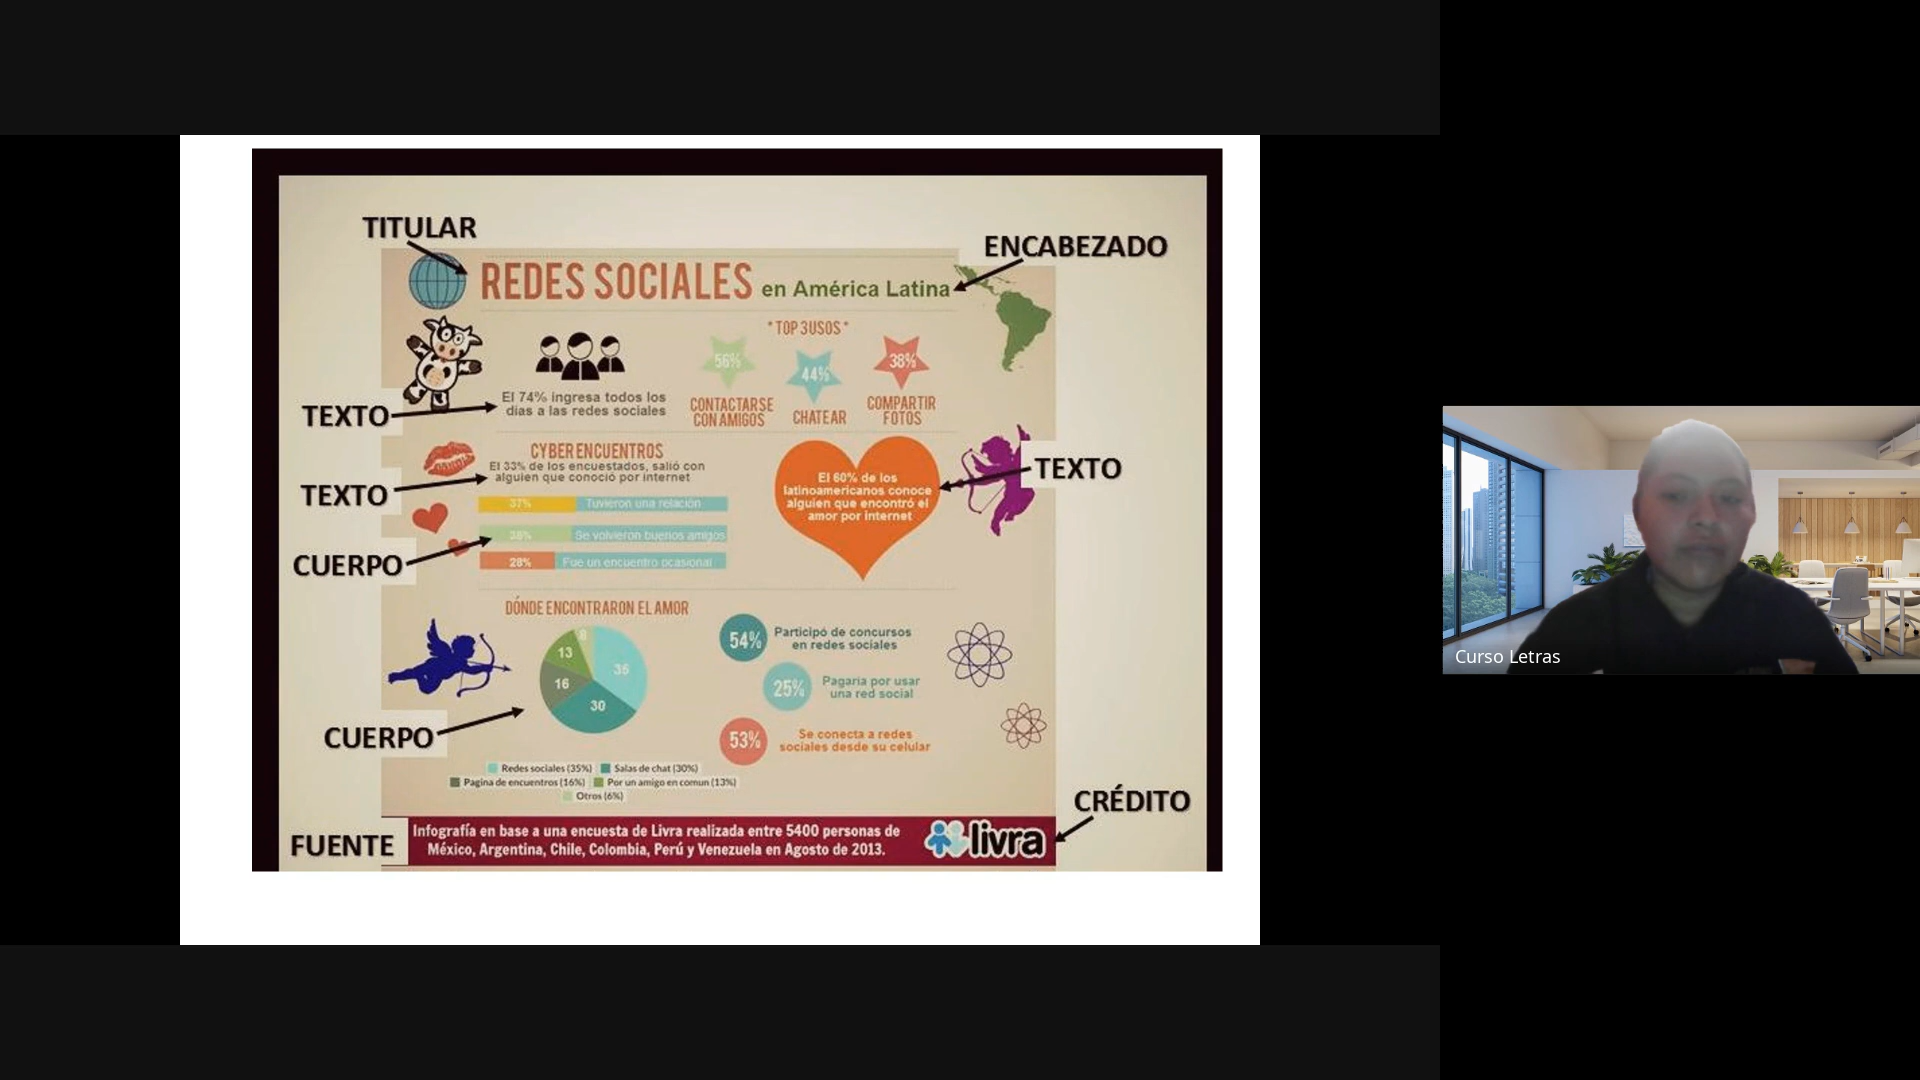 TITULAR
ENCABEZADO
REDES SOCIALES en América Latina
* TOP 3 USOS *
56%
44%
38%
El 74% ingresa todos los
días a las redes sociales
CONTACTARSE
CON AMIGOS
CHATEAR
COMPARTIR
FOTOS
TEXTO
CYBER ENCUENTROS
El 33% de los encuestados, salió con
alguien que conoció por internet
TEXTO
El 60% de los
latinoamericanos conoce
alguien que encontró el
amor por internet
TEXTO
37% Tuvieron una relación
38% Se volvieron buenos amigos
28% Fue un encuentro ocasional
CUERPO
DÓNDE ENCONTRARON EL AMOR
13
35
16
30
54% Participó de concursos
en redes sociales
25% Pagaría por usar
una red social
53% Se conecta a redes
sociales desde su celular
CUERPO
Redes sociales (35%) Salas de chat (30%)
Pagina de encuentros (16%) Por un amigo en comun (13%)
Otros (6%)
CRÉDITO
FUENTE
Infografía en base a una encuesta de Livra realizada entre 5400 personas de
México, Argentina, Chile, Colombia, Perú y Venezuela en Agosto de 2013.
livra
Curso Letras